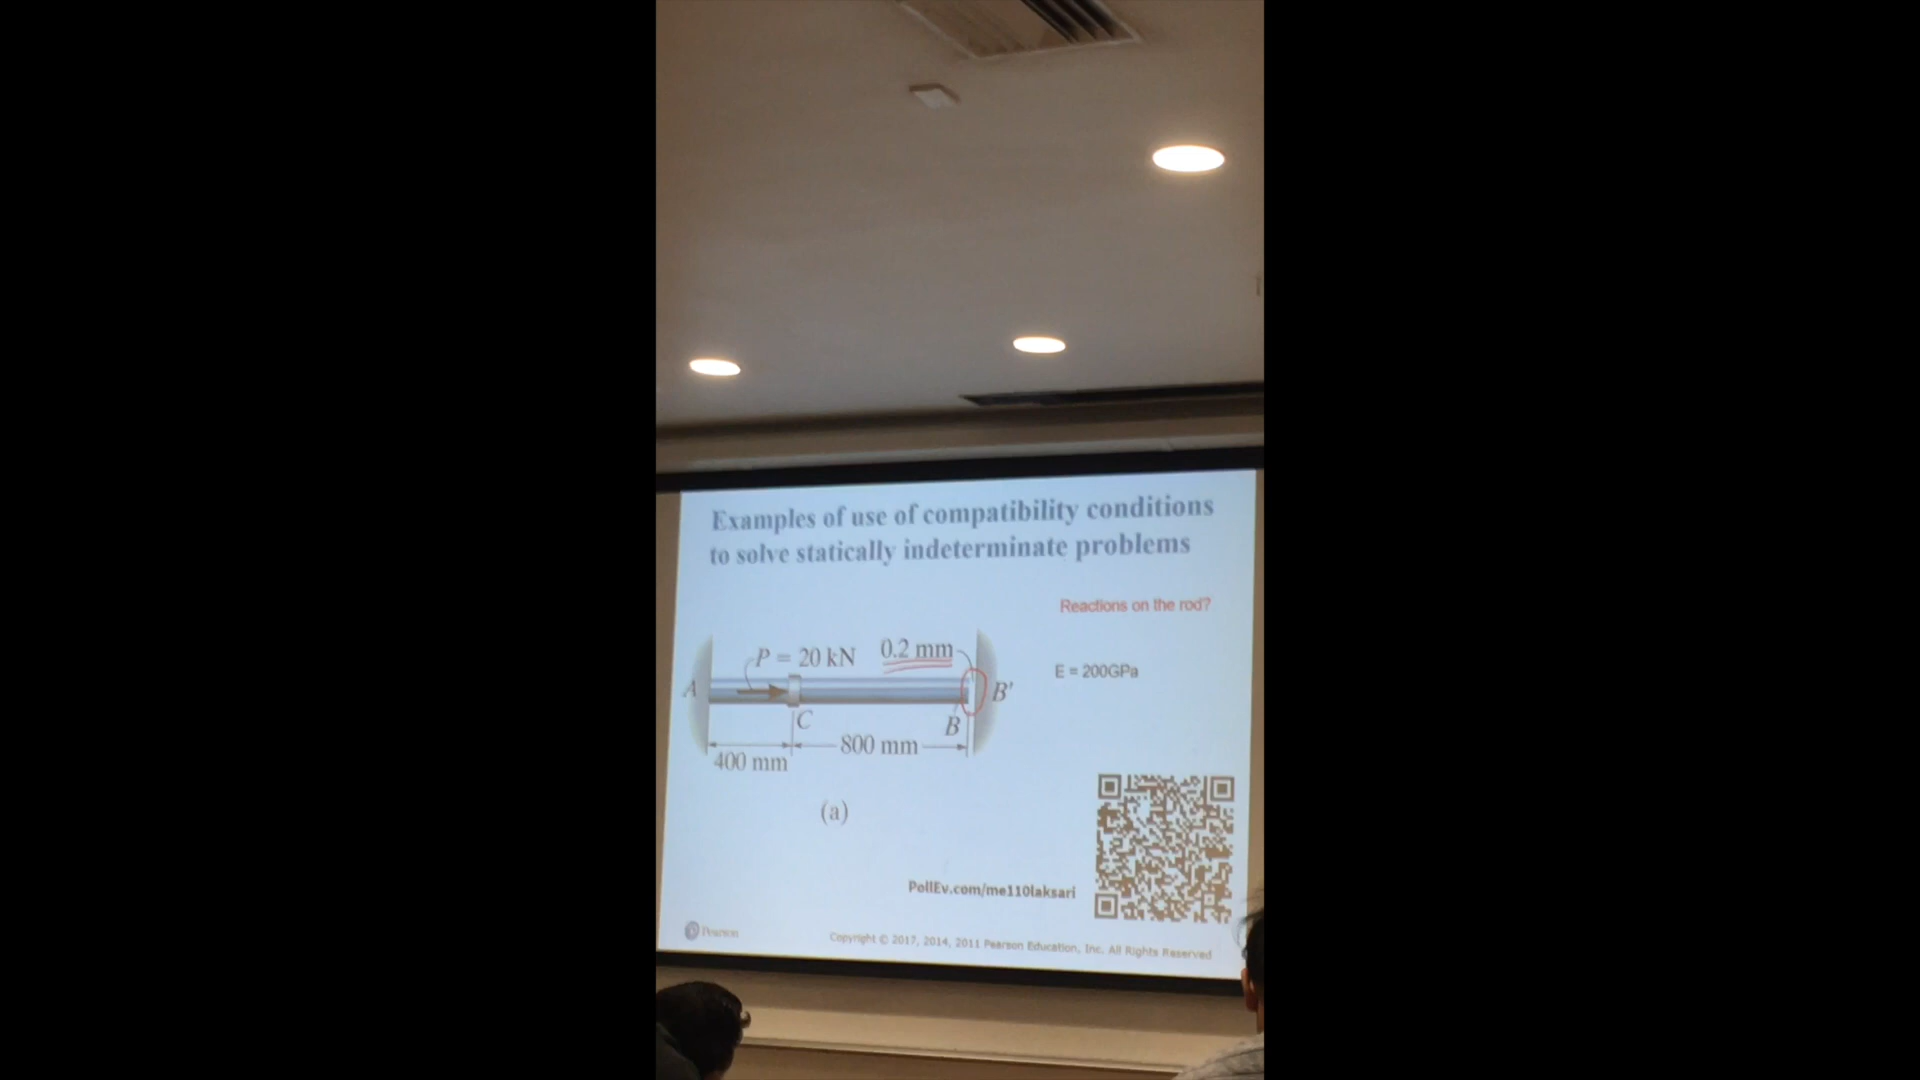 Examples of use of compatibility conditions
to solve statically indeterminate problems
Reactions on the rod?
P = 20 kN
0.2 mm
E = 200GPa
A
B'
C
B
800 mm
400 mm
(a)
PollEv.com/me110laksari
Pearson
Copyright © 2017, 2014, 2011 Pearson Education, Inc. All Rights Reserved